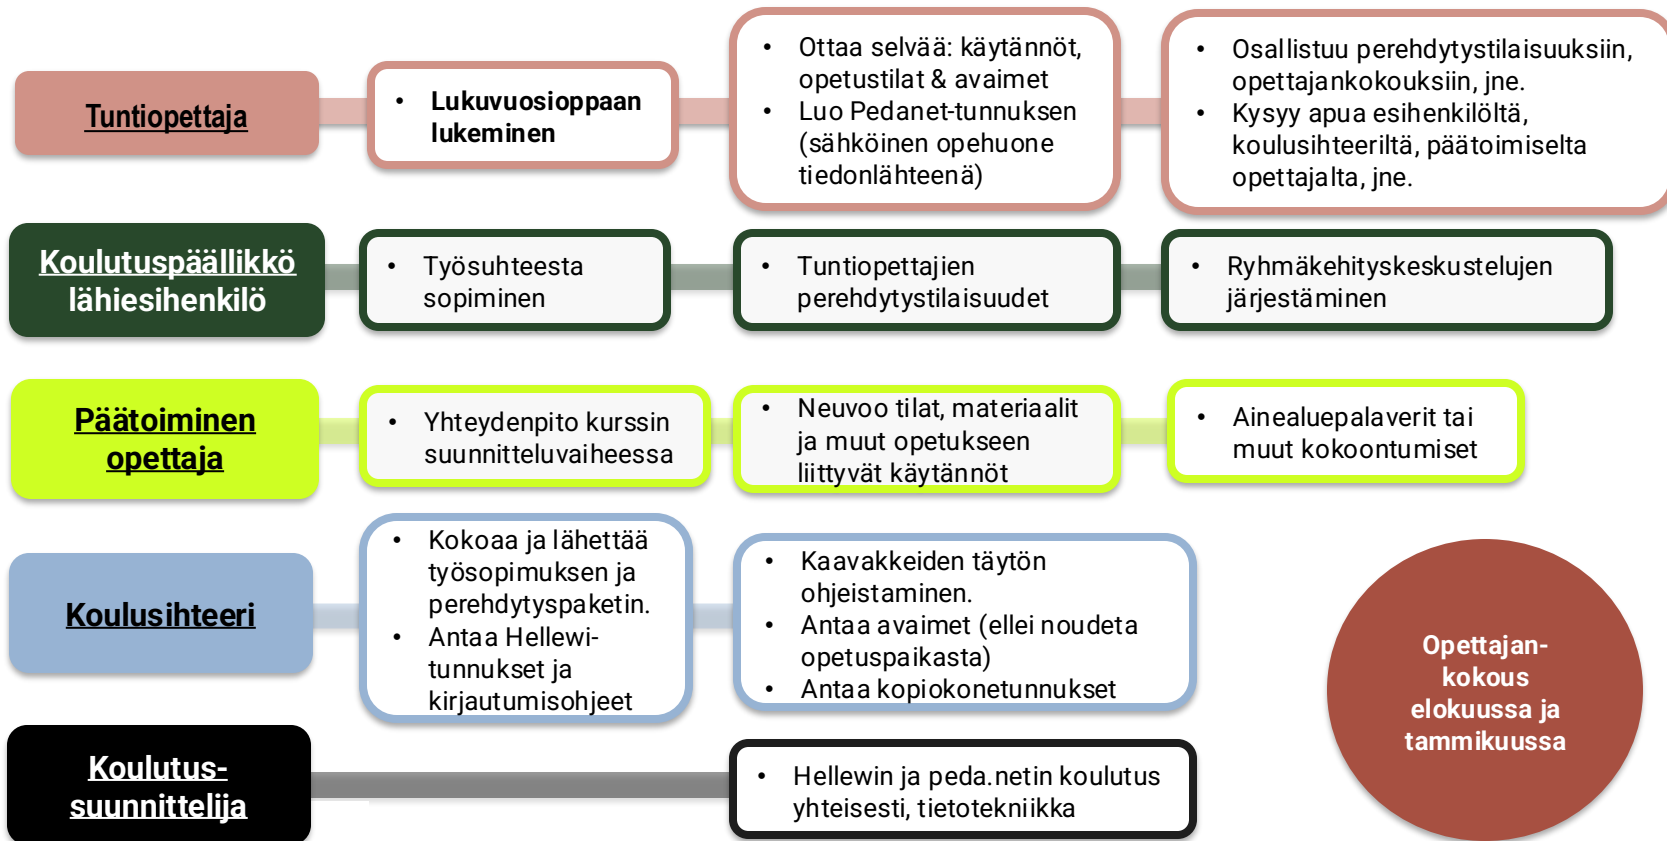 Tuntiopettaja
• Lukuvuosioppaan
lukeminen
• Ottaa selvää: käytännöt,
opetustilat & avaimet
• Luo Pedanet-tunnuksen
(sähköinen opehuone
tiedonlähteenä)
• Osallistuu perehdytystilaisuuksiin,
opettajankokouksiin, jne.
• Kysyy apua esihenkilöltä,
koulusihteeriltä, päätoimiselta
opettajalta, jne.
Koulutuspäällikkö
lähiesihenkilö
• Työsuhteesta
sopiminen
• Tuntiopettajien
perehdytystilaisuudet
• Ryhmäkehityskeskustelujen
järjestäminen
Päätoiminen
opettaja
• Yhteydenpito kurssin
suunnitteluvaiheessa
• Neuvoo tilat, materiaalit
ja muut opetukseen
liittyvät käytännöt
• Ainealuepalaverit tai
muut kokoontumiset
Koulusihteeri
• Kokoaa ja lähettää
työsopimuksen ja
perehdytyspaketin.
• Antaa Hellewi-
tunnukset ja
kirjautumisohjeet
• Kaavakkeiden täytön
ohjeistaminen.
• Antaa avaimet (ellei noudeta
opetuspaikasta)
• Antaa kopiokonetunnukset
Opettajan-
kokous
elokuussa ja
tammikuussa
Koulutus-
suunnittelija
• Hellewin ja peda.netin koulutus
yhteisesti, tietotekniikka